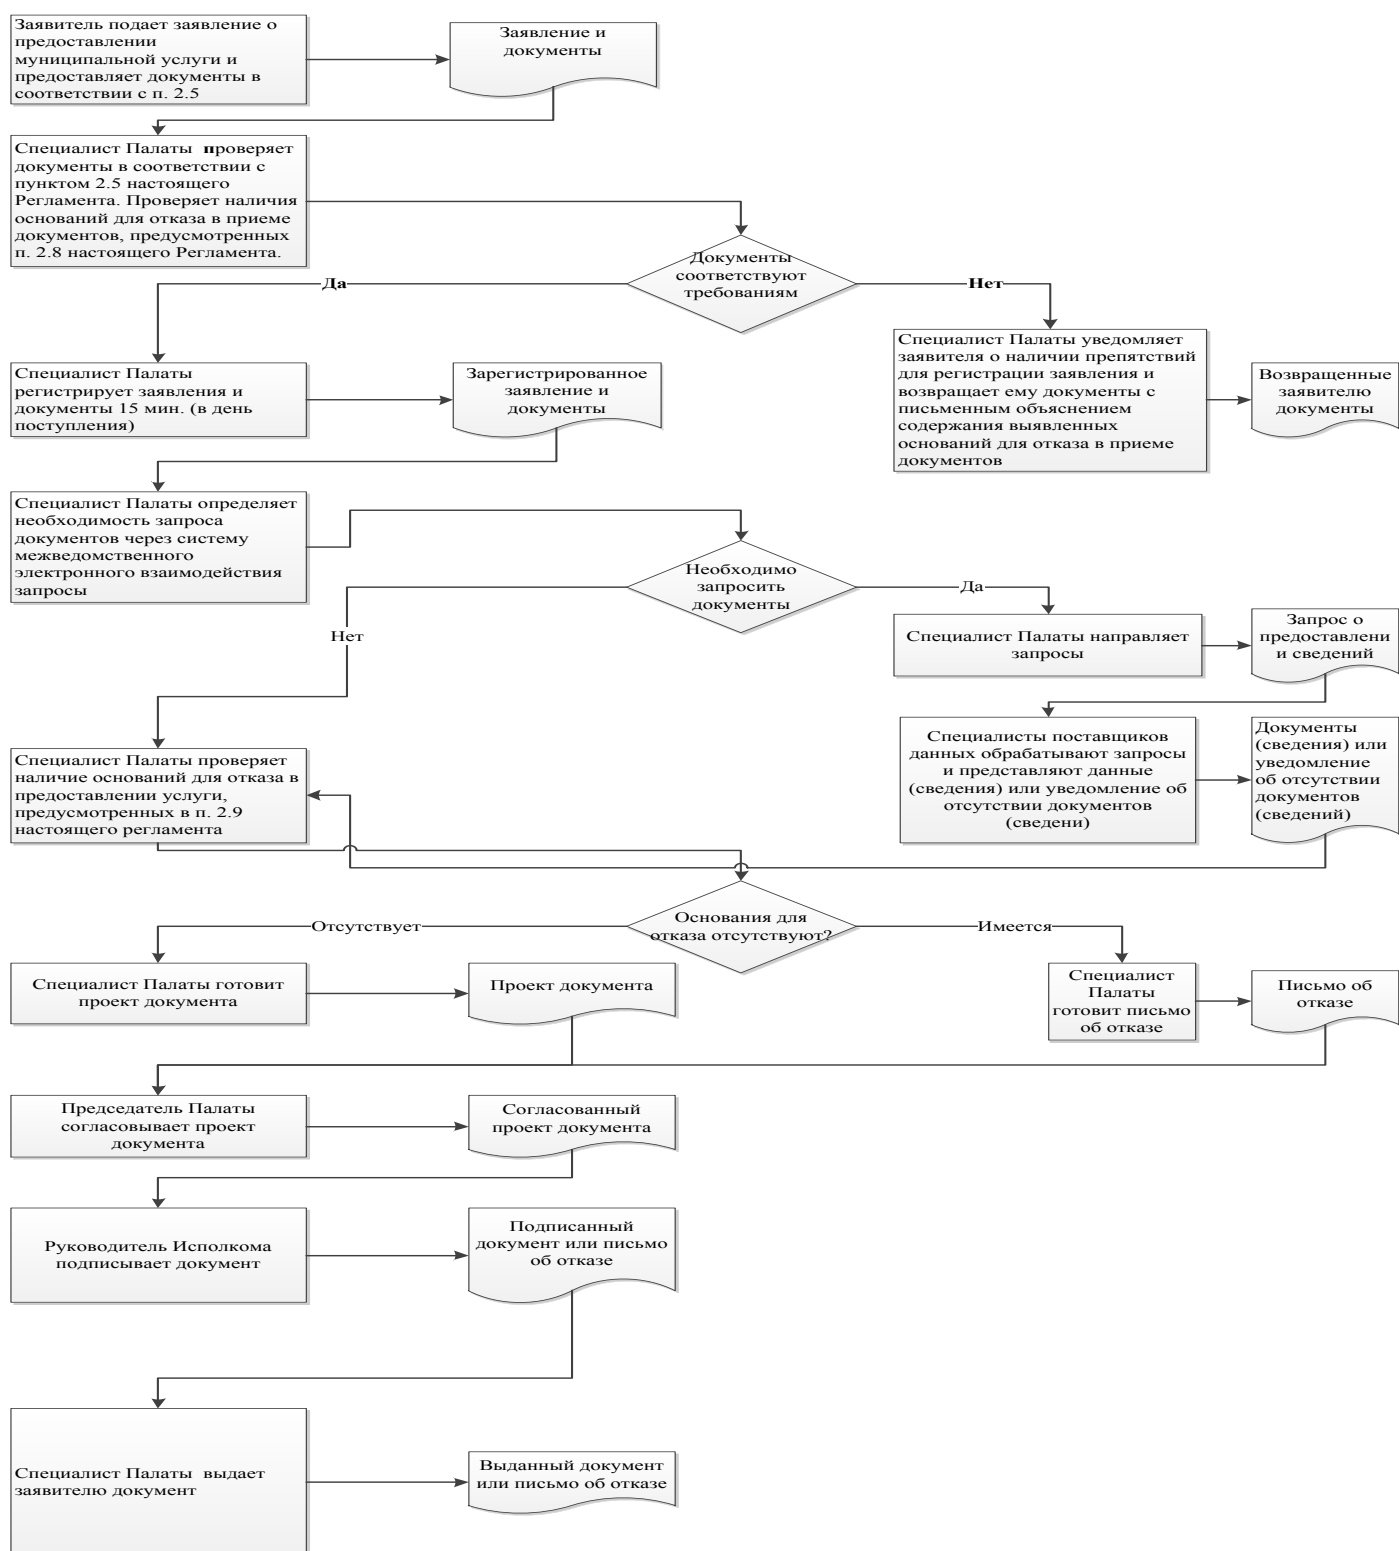 Заявитель подает заявление о
предоставлении
муниципальной услуги и
предоставляет документы в
соответствии с п. 2.5
Заявление и
документы
Специалист Палаты проверяет
документы в соответствии с
пунктом 2.5 настоящего
Регламента. Проверяет наличия
оснований для отказа в приеме
документов, предусмотренных
п. 2.8 настоящего Регламента.
Документы
соответствуют
требованиям
Да
Нет
Специалист Палаты
регистрирует заявления и
документы 15 мин. (в день
поступления)
Зарегистрированное
заявление и
документы
Специалист Палаты уведомляет
заявителя о наличии препятствий
для регистрации заявления и
возвращает ему документы с
письменным объяснением
содержания выявленных
оснований для отказа в приеме
документов
Возвращенные
заявителю
документы
Специалист Палаты определяет
необходимость запроса
документов через систему
межведомственного
электронного взаимодействия
запросы
Необходимо
запросить
документы
Да
Нет
Специалист Палаты направляет
запросы
Запрос о
предоставлени
и сведений
Специалист Палаты проверяет
наличие оснований для отказа в
предоставлении услуги,
предусмотренных в п. 2.9
настоящего регламента
Специалисты поставщиков
данных обрабатывают запросы
и представляют данные
(сведения) или уведомление об
отсутствии документов
(сведени)
Документы
(сведения) или
уведомление
об отсутствии
документов
(сведений)
Основания для
отказа отсутствуют?
Отсутствует
Имеется
Специалист Палаты готовит
проект документа
Проект документа
Специалист
Палаты
готовит письмо
об отказе
Письмо об
отказе
Председатель Палаты
согласовывает проект
документа
Согласованный
проект документа
Руководитель Исполкома
подписывает документ
Подписанный
документ или письмо
об отказе
Специалист Палаты выдает
заявителю документ
Выданный документ
или письмо об отказе